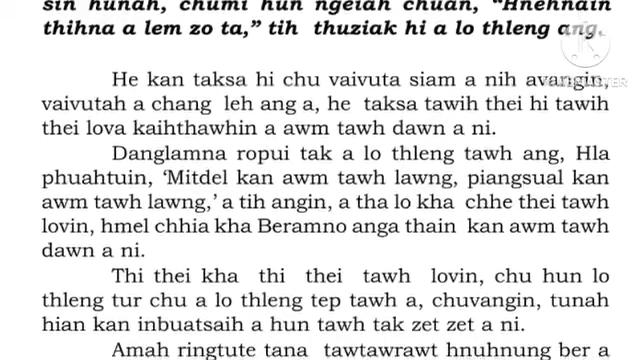 sin hunah, chumi hun ngeiah chuan, “Hnehnain
thihna a lem zo ta,” tih thuziak hi a lo thleng ang.
He kan taksa hi chu vaivuta siam a nih avangin,
vaivutah a chang leh ang a, he taksa tawih thei hi tawih
thei lova kaihthawhin a awm tawh dawn a ni.
Danglamna ropui tak a lo thleng tawh ang, Hla
phuahtuin, ‘Mitdel kan awm tawh lawng, piangsual kan
awm tawh lawng,’ a tih angin, a tha lo kha chhe thei tawh
lovin, hmel chhia kha Beramno anga thain kan awm tawh
dawn a ni.
Thi thei kha thi thei tawh lovin, chu hun lo
thleng tur chu a lo thleng tep tawh a, chuvangin, tunah
hian kan inbuatsaih a hun tawh tak zet zet a ni.
Amah ringtute tana tawtawrawt hnuhnung ber a